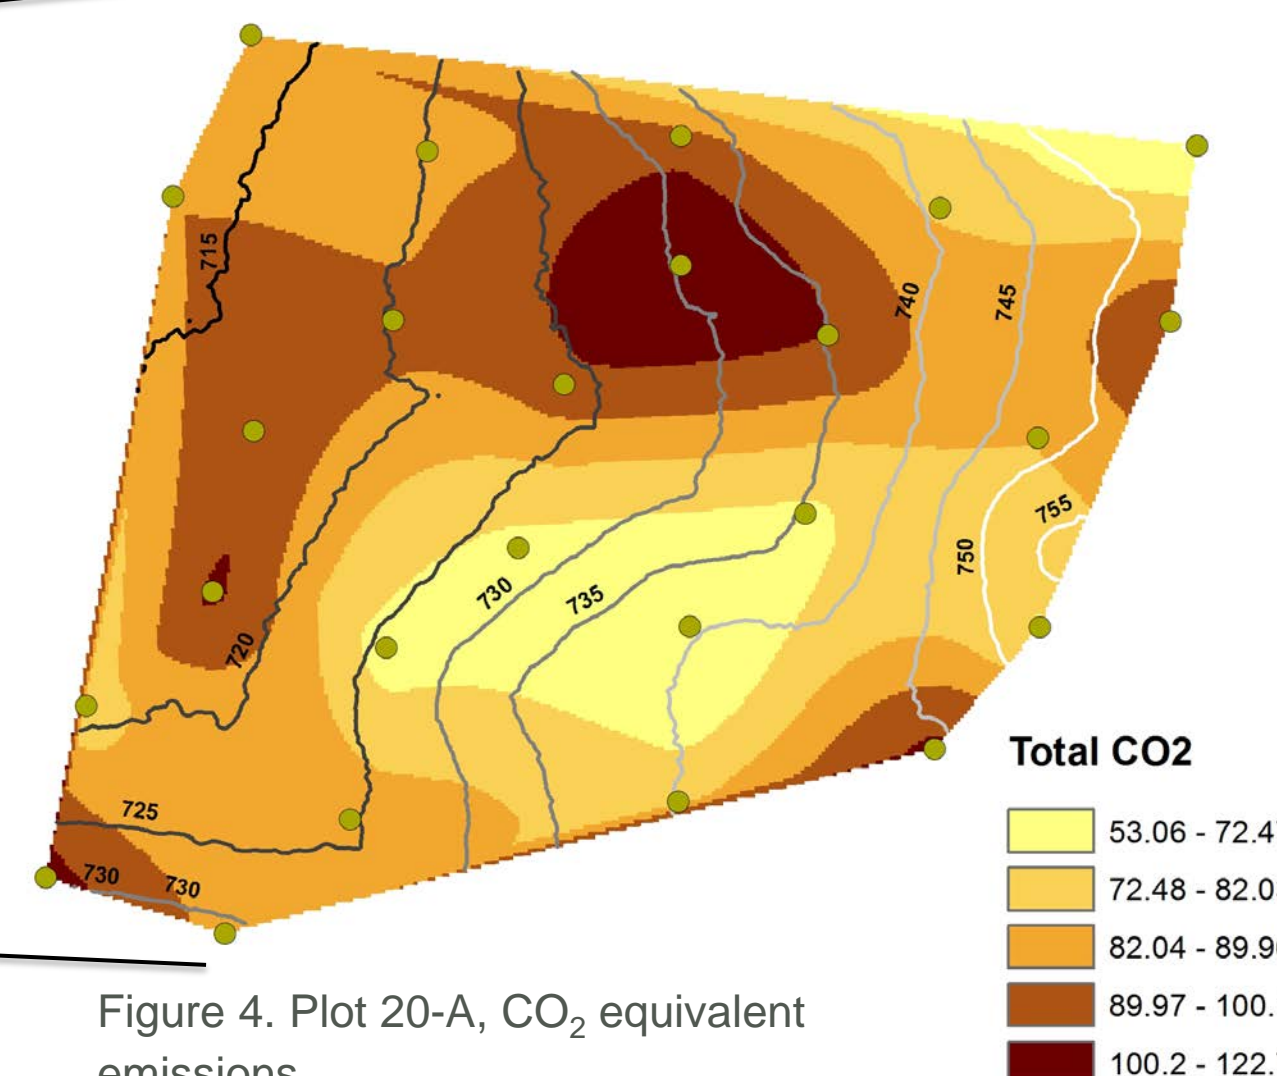 715
740
745
755
750
730
735
720
725
730
730
Total CO2
53.06 - 72.4
72.48 - 82.0
82.04 - 89.9
89.97 - 100.
100.2 - 122.
Figure 4. Plot 20-A, CO₂ equivalent
emissions